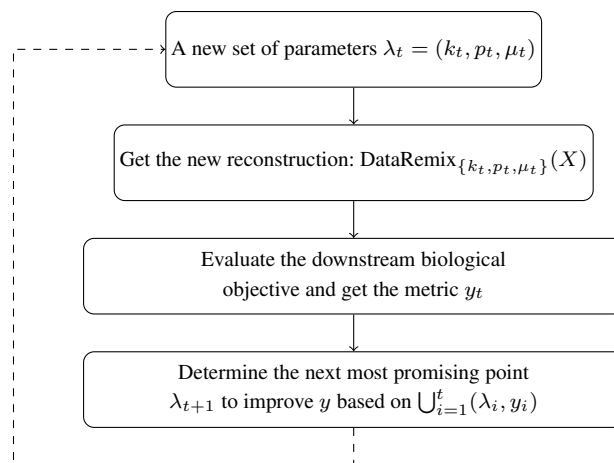 A new set of parameters λ_t = (k_t, p_t, μ_t)
Get the new reconstruction: DataRemix_{{k_t,p_t,μ_t}}(X)
Evaluate the downstream biological
objective and get the metric y_t
Determine the next most promising point
λ_{t+1} to improve y based on ⋃_{i=1}^{t}(λ_i, y_i)